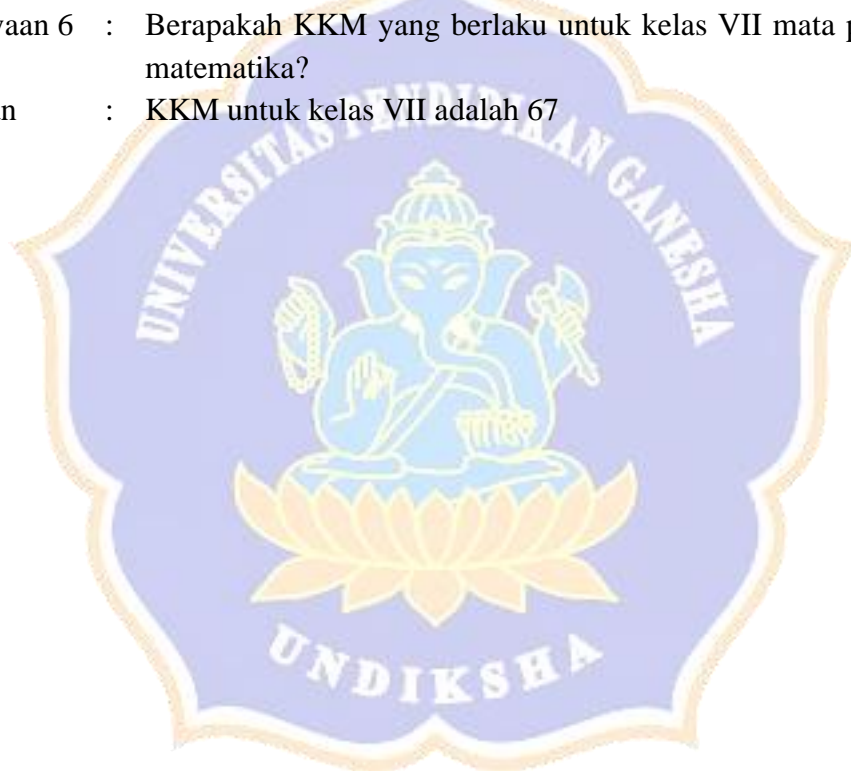 yaan 6 : Berapakah KKM yang berlaku untuk kelas VII mata p
matematika?
n : KKM untuk kelas VII adalah 67
UNIVERSITAS PENDIDIKAN GANESHA
UNDIKSHA